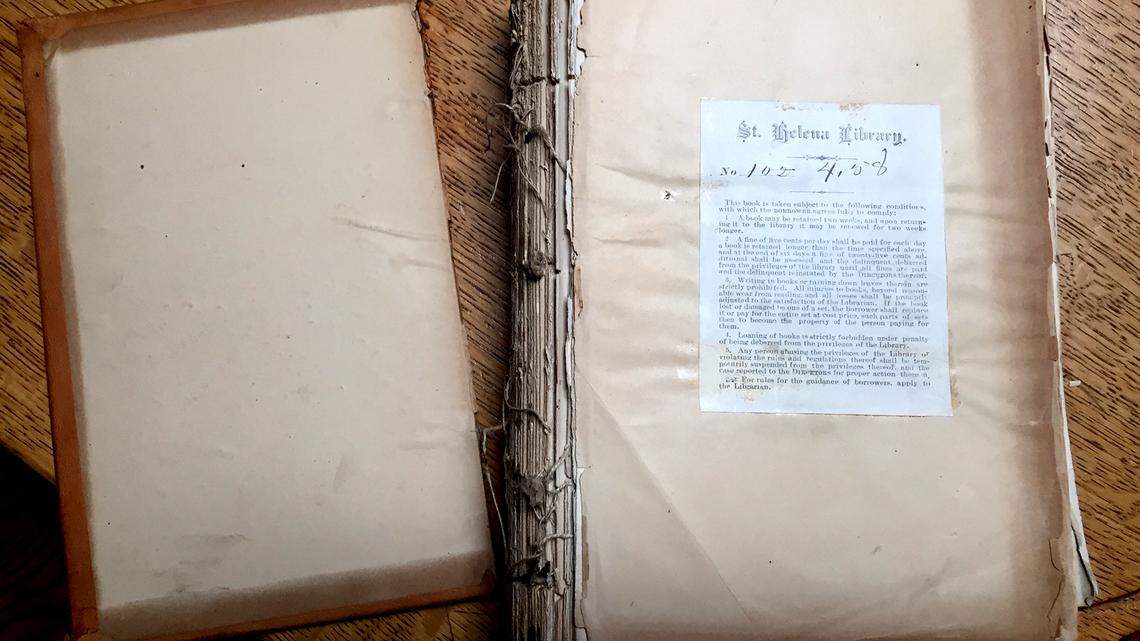 St. Helena Library.
No. 102 4.58
This book is taken subject to the following conditions,
with which the BORROWER agrees fully to comply:
1 A book may be retained two weeks, and upon return-
ing it to the library it may be renewed for two weeks
longer.
2 A fine of five cents per day shall be paid for each day
a book is retained longer than the time specified above,
and at the end of six days a fine of twenty-five cents ad-
ditional shall be assessed and the delinquent debarred
from the privileges of the library until all fines are paid
and the delinquent reinstated by the DIRECTORS thereof.
3. Writing in books or turning down leaves therein are
strictly prohibited. All injuries to books, beyond reason-
able wear from reading, and all losses shall be promptly
adjusted to the satisfaction of the Librarian. If the book
lost or damaged be one of a set, the borrower shall replace
it or pay for the entire set at cost price, such parts of sets
then to become the property of the person paying for
them.
4. Loaning of books is strictly forbidden under penalty
of being debarred from the privileges of the Library.
5. Any person abusing the privileges of the Library or
violating the rules and regulations thereof shall be tem-
porarily suspended from the privileges thereof, and the
case reported to the DIRECTORS for proper action
For rules for the guidance of borrowers, apply to
the Librarian.